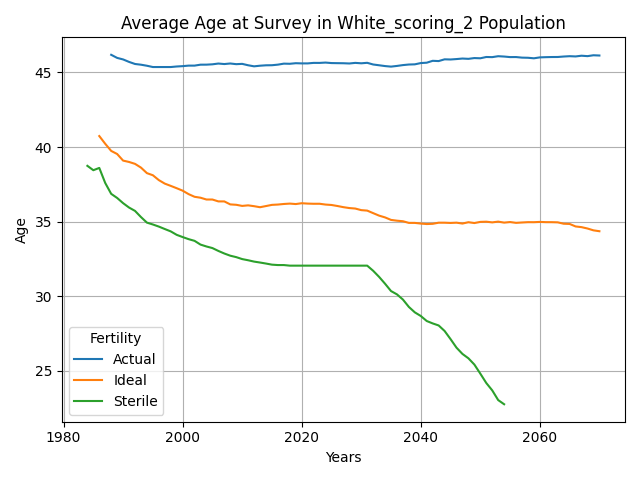 Average Age at Survey in White_scoring_2 Population
45
40
35
30
25
Age
Fertility
Actual
Ideal
Sterile
1980
2000
2020
2040
2060
Years